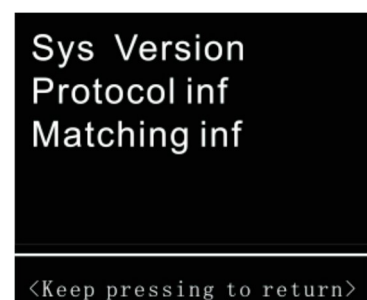 Sys Version
Protocol inf
Matching inf
<Keep pressing to return>